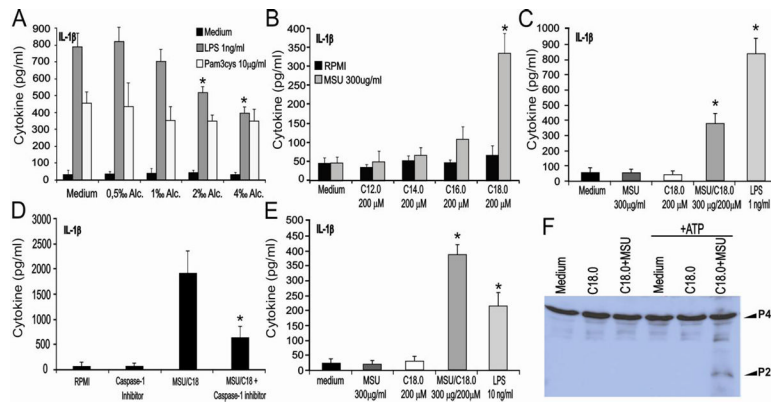 A
IL-1β
Medium
LPS 1ng/ml
Pam3cys 10µg/ml
Cytokine (pg/ml)
900
800
700
600
500
400
300
200
100
0
*
*
Medium
0,5‰ Alc.
1‰ Alc.
2‰ Alc.
4‰ Alc.
B
IL-1β
RPMI
MSU 300ug/ml
Cytokine (pg/ml)
400
350
300
250
200
150
100
50
0
*
Medium
C12.0
200 µM
C14.0
200 µM
C16.0
200 µM
C18.0
200 µM
C
IL-1β
Cytokine (pg/ml)
1000
800
600
400
200
0
*
*
Medium
MSU
300µg/ml
C18.0
200 µM
MSU/C18.0
300 µg/200µM
LPS
1 ng/ml
D
IL-1β
Cytokine (pg/ml)
3000
2500
2000
1500
1000
500
0
*
RPMI
Caspase-1
Inhibitor
MSU/C18
MSU/C18 +
Caspase-1 inhibitor
E
IL-1β
Cytokine (pg/ml)
450
400
350
300
250
200
150
100
50
0
*
*
medium
MSU
300µg/ml
C18.0
200 µM
MSU/C18.0
300 µg/200µM
LPS
10 ng/ml
F
+ATP
Medium
C18.0
C18.0+MSU
Medium
C18.0
C18.0+MSU
P4
P2